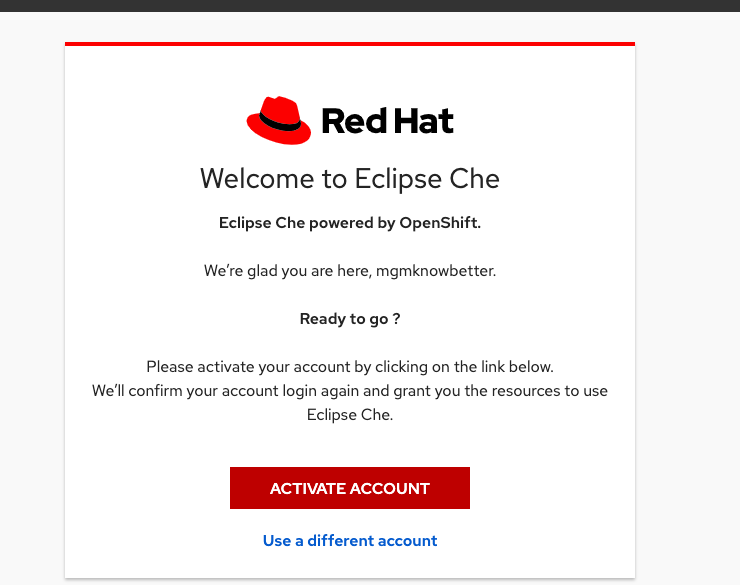 Red Hat
Welcome to Eclipse Che
Eclipse Che powered by OpenShift.
We’re glad you are here, mgmknowbetter.
Ready to go ?
Please activate your account by clicking on the link below.
We’ll confirm your account login again and grant you the resources to use
Eclipse Che.
ACTIVATE ACCOUNT
Use a different account